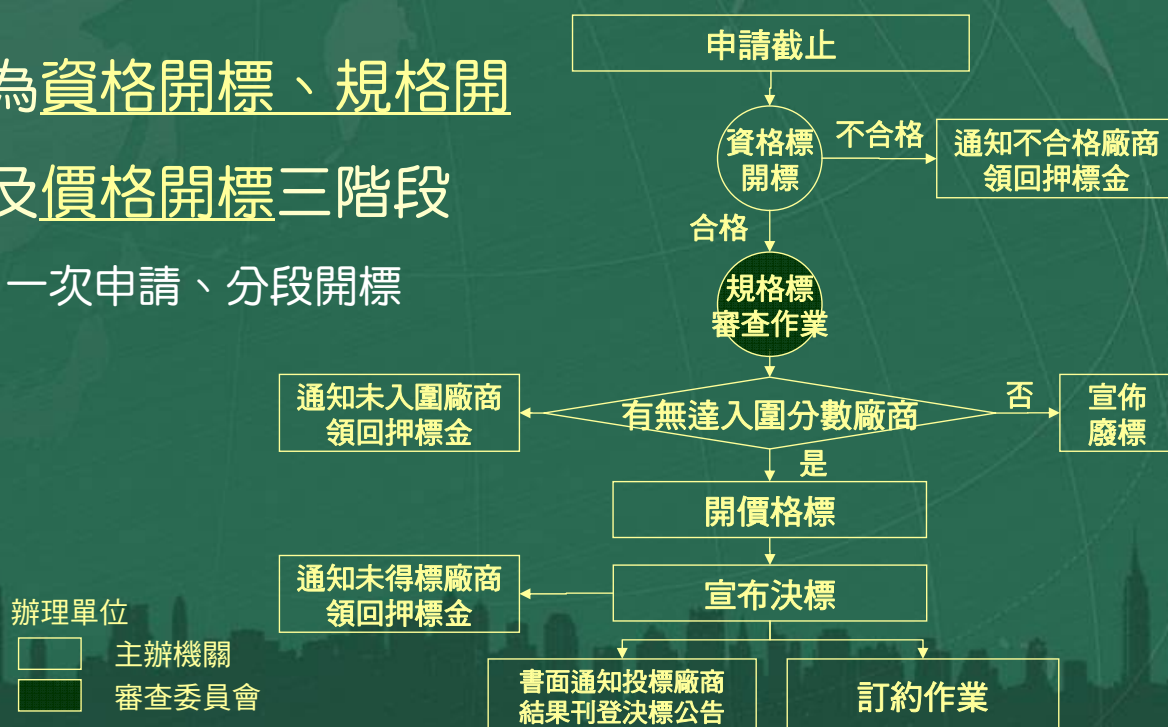 為資格開標、規格開
及價格開標三階段
一次申請、分段開標
申請截止
資格標
開標
不合格
通知不合格廠商
領回押標金
合格
規格標
審查作業
通知未入圍廠商
領回押標金
有無達入圍分數廠商
否
宣佈
廢標
是
開價格標
通知未得標廠商
領回押標金
宣布決標
書面通知投標廠商
結果刊登決標公告
訂約作業
辦理單位
主辦機關
審查委員會